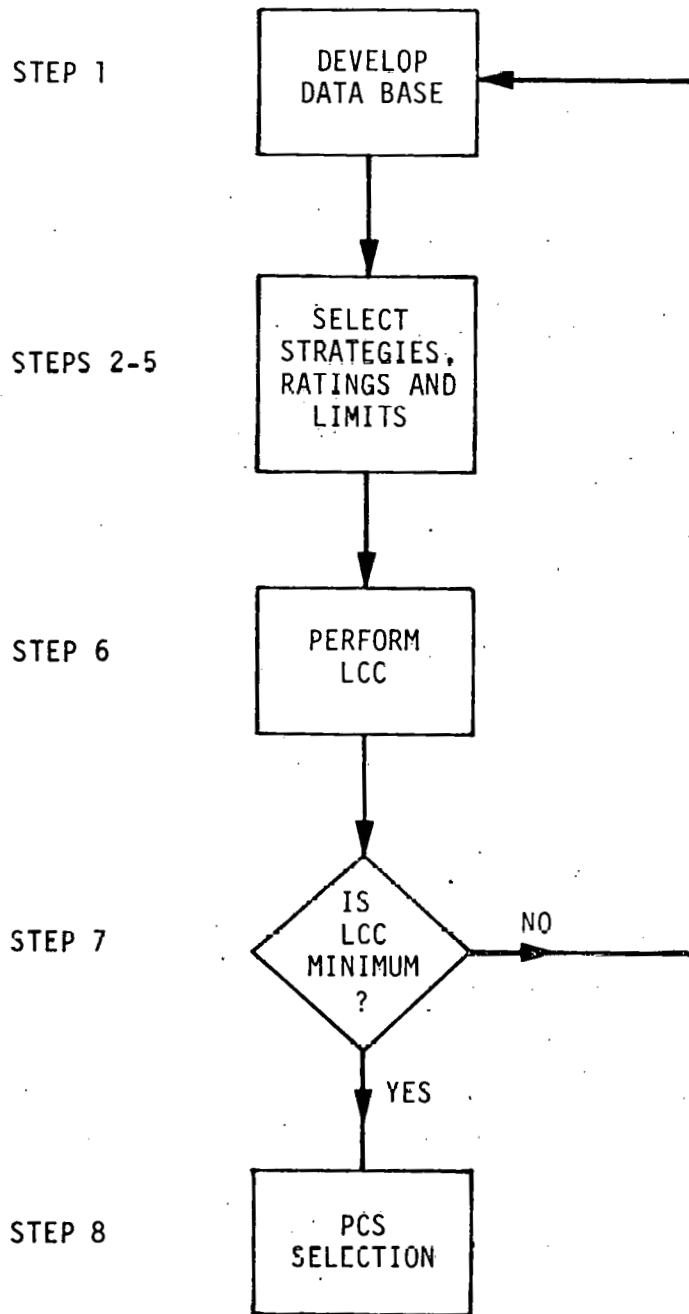 STEP 1
DEVELOP
DATA BASE
STEPS 2-5
SELECT
STRATEGIES,
RATINGS AND
LIMITS
STEP 6
PERFORM
LCC
STEP 7
IS
LCC
MINIMUM
?
NO
YES
STEP 8
PCS
SELECTION